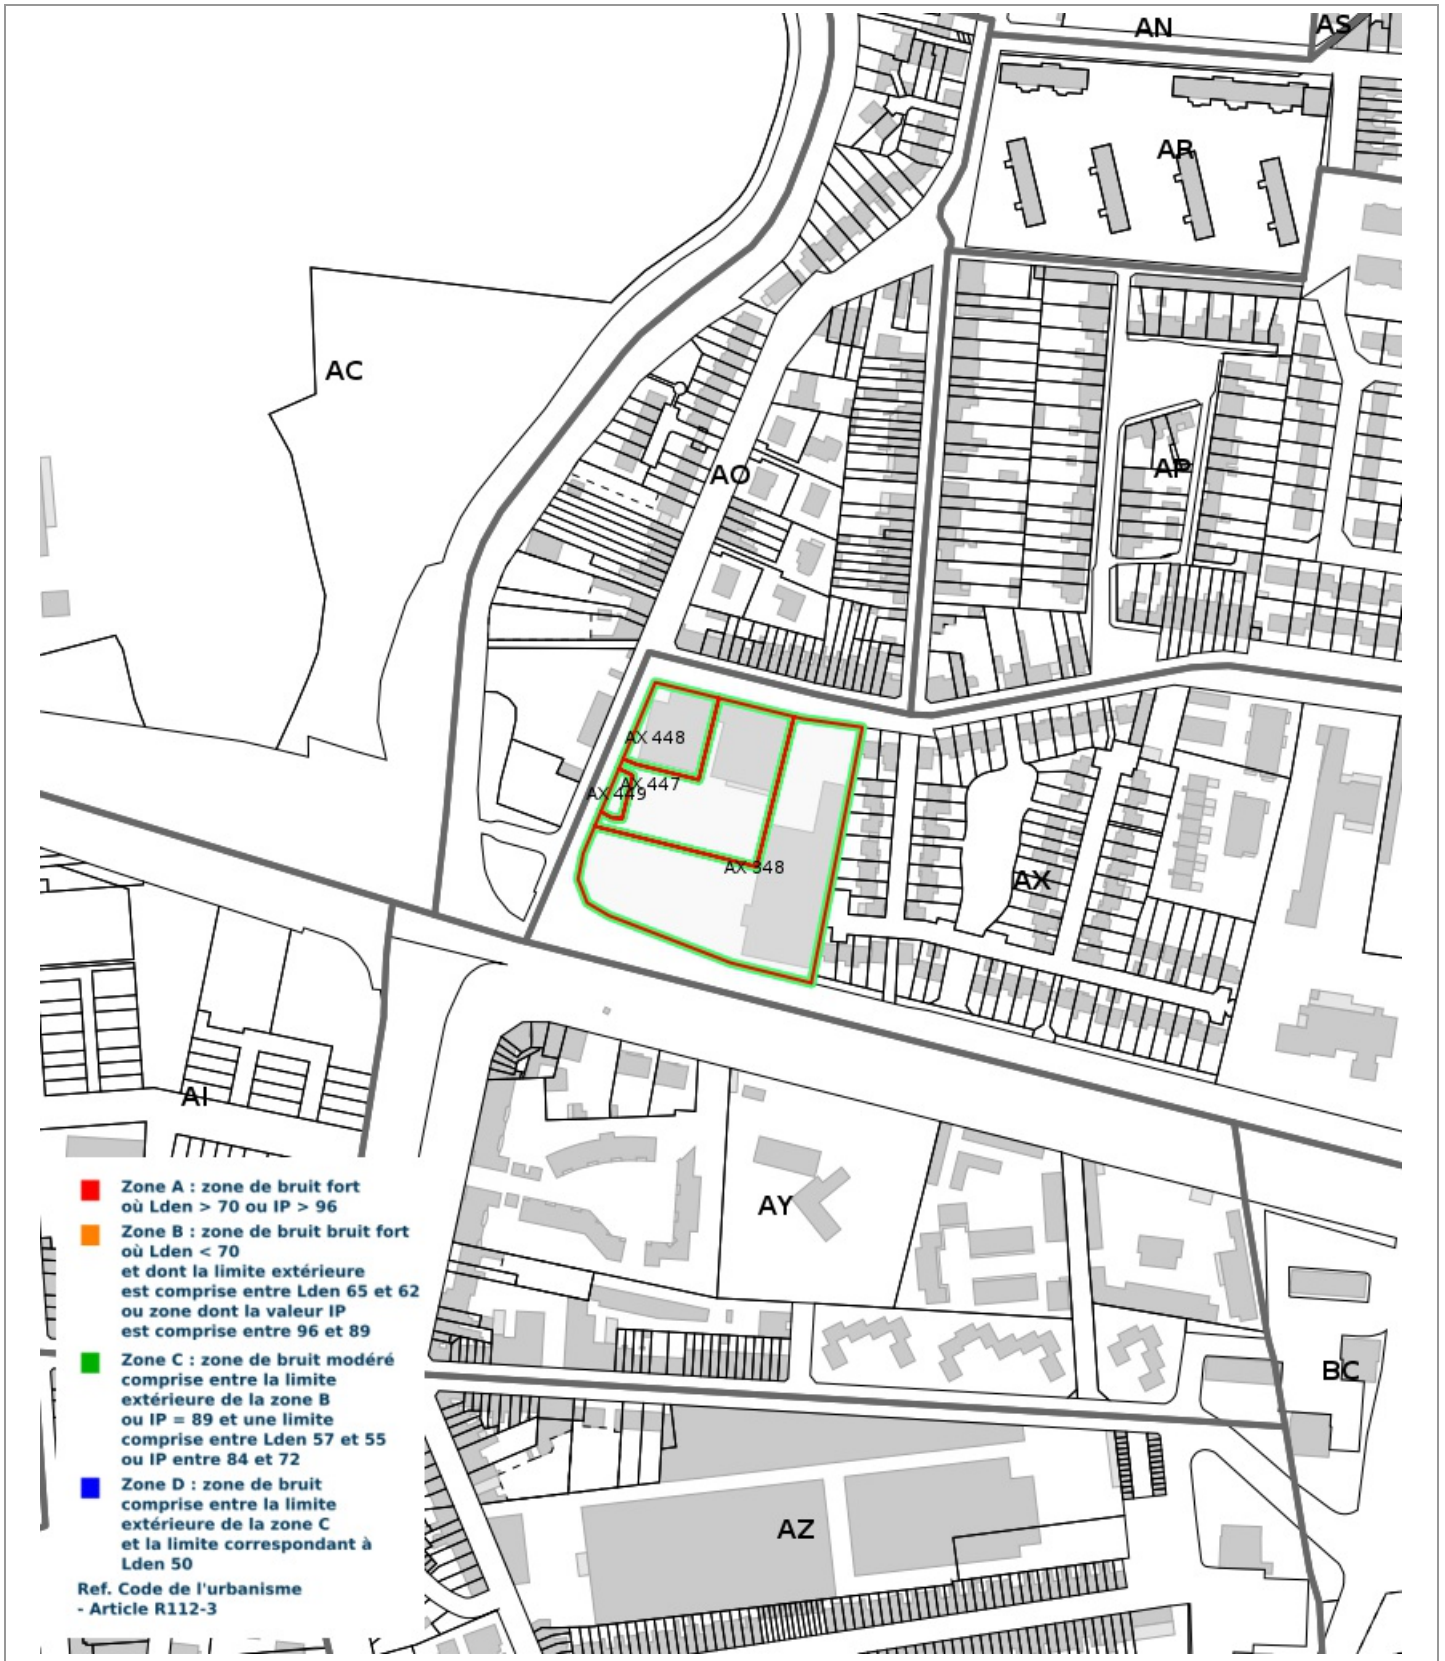 AN
AS
AR
AC
AO
AP
AX 448
AX 447
AX 449
AX 348
AX
AI
AY
BC
AZ
Zone A : zone de bruit fort
où Lden > 70 ou IP > 96
Zone B : zone de bruit bruit fort
où Lden < 70
et dont la limite extérieure
est comprise entre Lden 65 et 62
ou zone dont la valeur IP
est comprise entre 96 et 89
Zone C : zone de bruit modéré
comprise entre la limite
extérieure de la zone B
ou IP = 89 et une limite
comprise entre Lden 57 et 55
ou IP entre 84 et 72
Zone D : zone de bruit
comprise entre la limite
extérieure de la zone C
et la limite correspondant à
Lden 50
Ref. Code de l'urbanisme
- Article R112-3